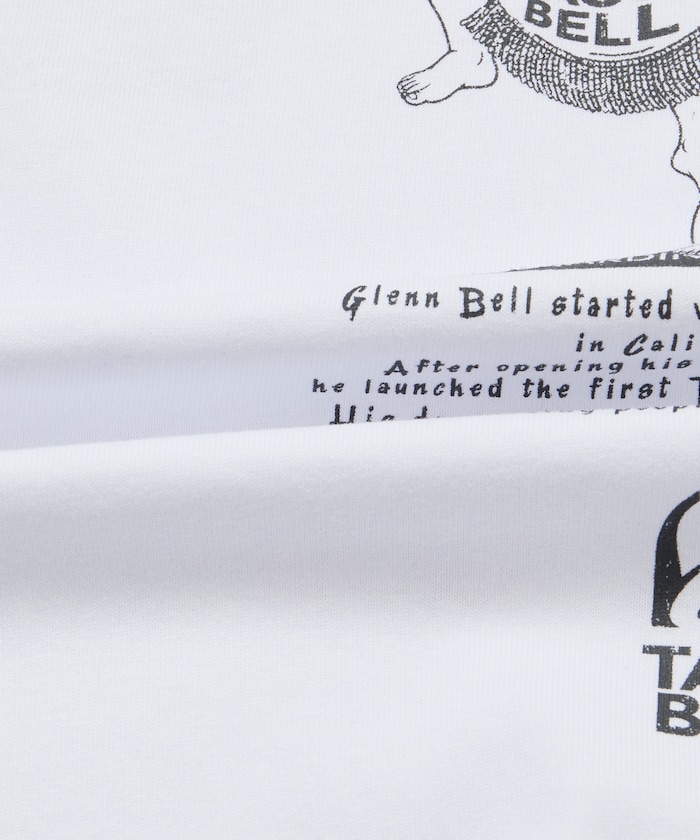 BELL
Glenn Bell started
in Cali
After opening his
he launched the first T
TA
B